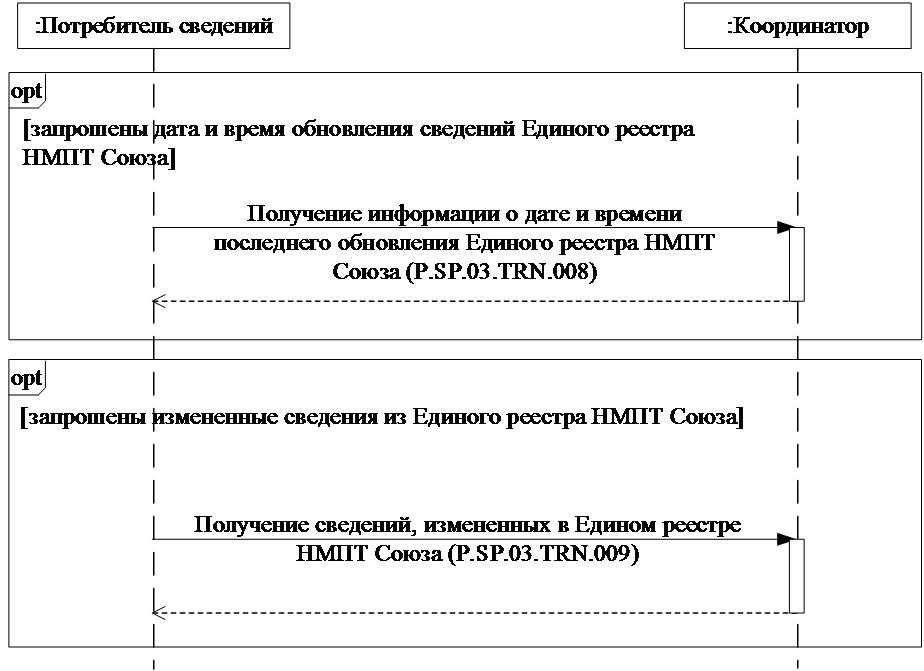 :Потребитель сведений
:Координатор
opt
[запрошены дата и время обновления сведений Единого реестра
НМПТ Союза]
Получение информации о дате и времени
последнего обновления Единого реестра НМПТ
Союза (P.SP.03.TRN.008)
opt
[запрошены измененные сведения из Единого реестра НМПТ Союза]
Получение сведений, измененных в Едином реестре
НМПТ Союза (P.SP.03.TRN.009)